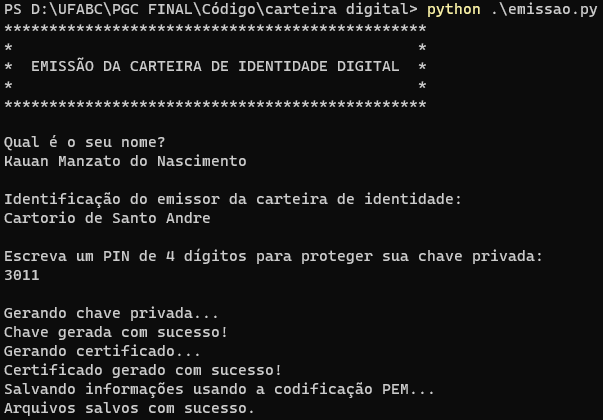 PS D:\UFABC\PGC FINAL\Código\carteira digital> python .\emissao.py
***********************************************
*                                             *
*  EMISSÃO DA CARTEIRA DE IDENTIDADE DIGITAL  *
*                                             *
***********************************************
Qual é o seu nome?
Kauan Manzato do Nascimento
Identificação do emissor da carteira de identidade:
Cartorio de Santo Andre
Escreva um PIN de 4 dígitos para proteger sua chave privada:
3011
Gerando chave privada...
Chave gerada com sucesso!
Gerando certificado...
Certificado gerado com sucesso!
Salvando informações usando a codificação PEM...
Arquivos salvos com sucesso.